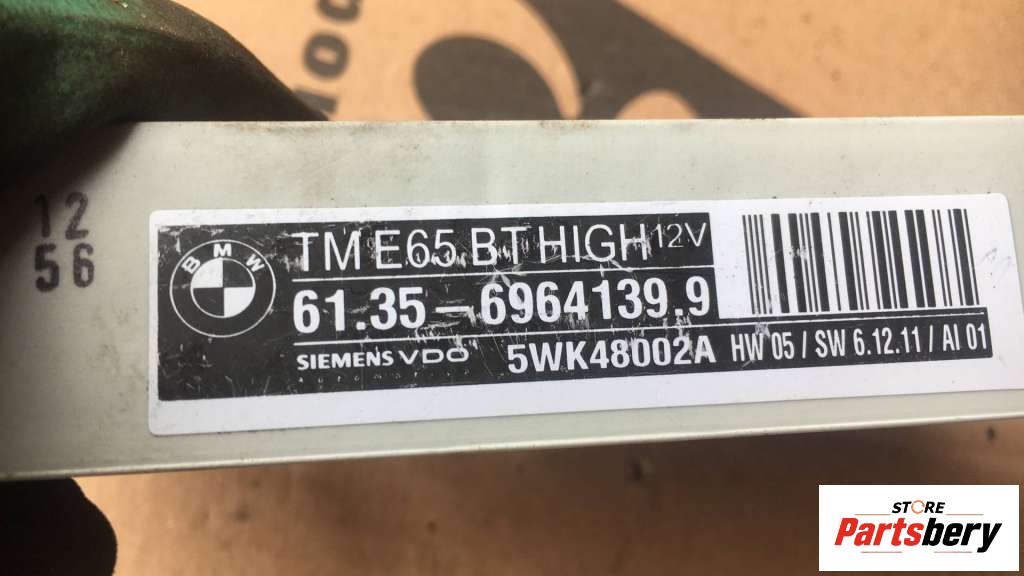 12
56
BMW
TM E65 BT HIGH 12V
61.35 – 6964139.9
SIEMENS VDO 5WK48002A HW 05 / SW 6.12.11 / AI 01
STORE
Partsbery